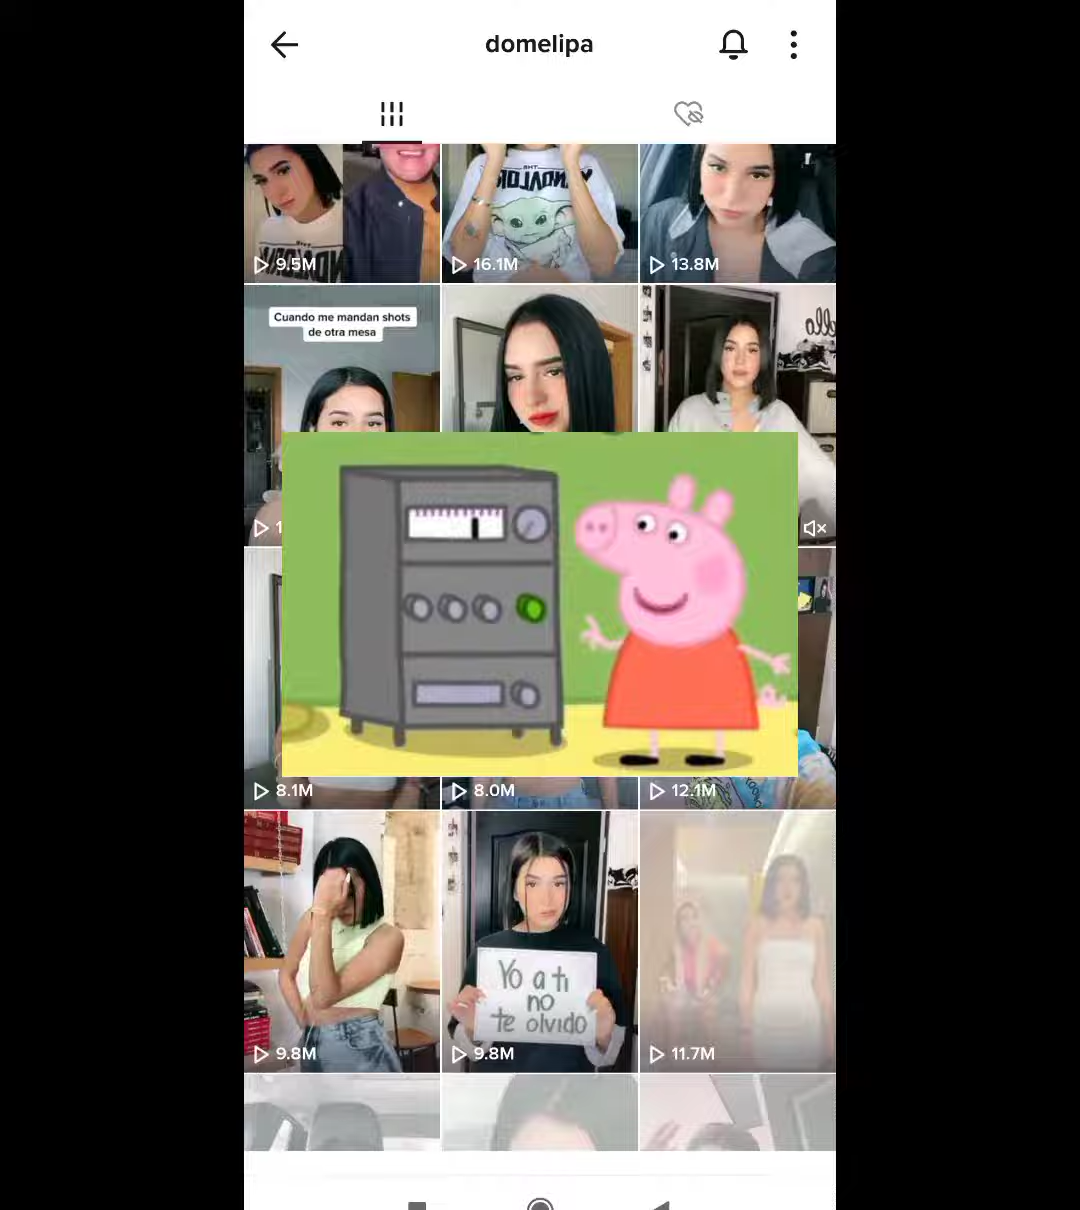 domelipa
9.5M
16.1M
13.8M
Cuando me mandan shots
de otra mesa
8.1M
8.0M
12.1M
Yo a ti
no
te olvido
9.8M
9.8M
11.7M